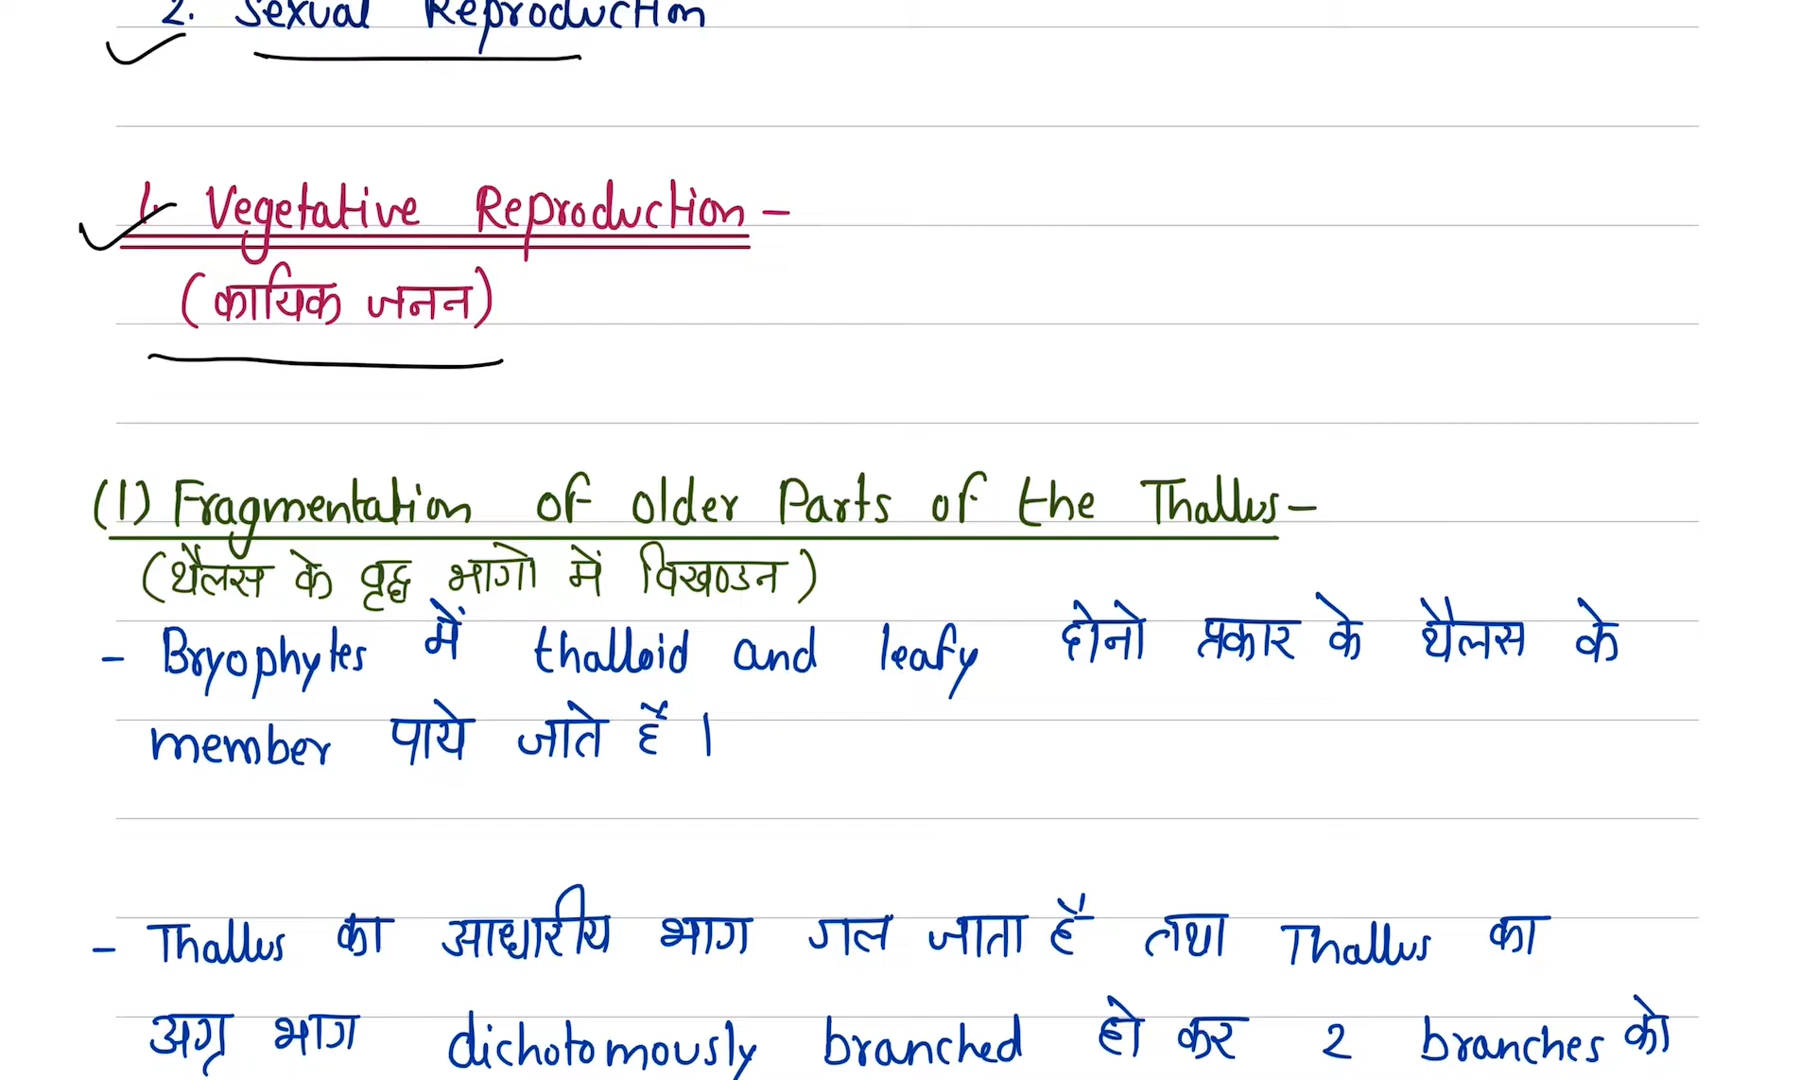 2. Sexual Reproduction
1. Vegetative Reproduction -
(कायिक जनन)
(1) Fragmentation of older Parts of the Thallus -
(थैलस के वृद्ध भागो में विखण्डन)
- Bryophytes में thalloid and leafy दोनो प्रकार के थैलस के
member पाये जाते है ।
- Thallus का आधारीय भाग गल जाता है तथा Thallus का
अग्र भाग dichotomously branched हो कर 2 branches को